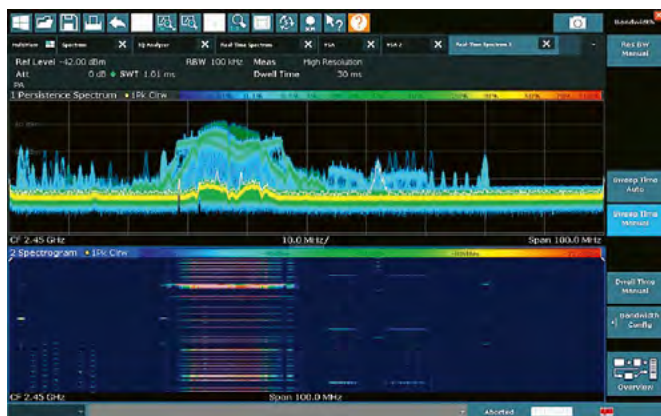 Bandwidth
MultiView Spectrum IQ Analyzer Real-Time Spectrum VSA VSA 2 Real-Time Spectrum 2
Ref Level -42.00 dBm RBW 100 kHz Meas High Resolution
Att 0 dB SWT 1.01 ms Dwell Time 30 ms
PA
1 Persistence Spectrum 1Pk Clrw
CF 2.45 GHz 10.0 MHz/ Span 100.0 MHz
2 Spectrogram 1Pk Clrw
CF 2.45 GHz Span 100.0 MHz
Aborted
Res BW
Manual
Sweep Time
Auto
Sweep Time
Manual
Dwell Time
Manual
Bandwidth
Config
Overview